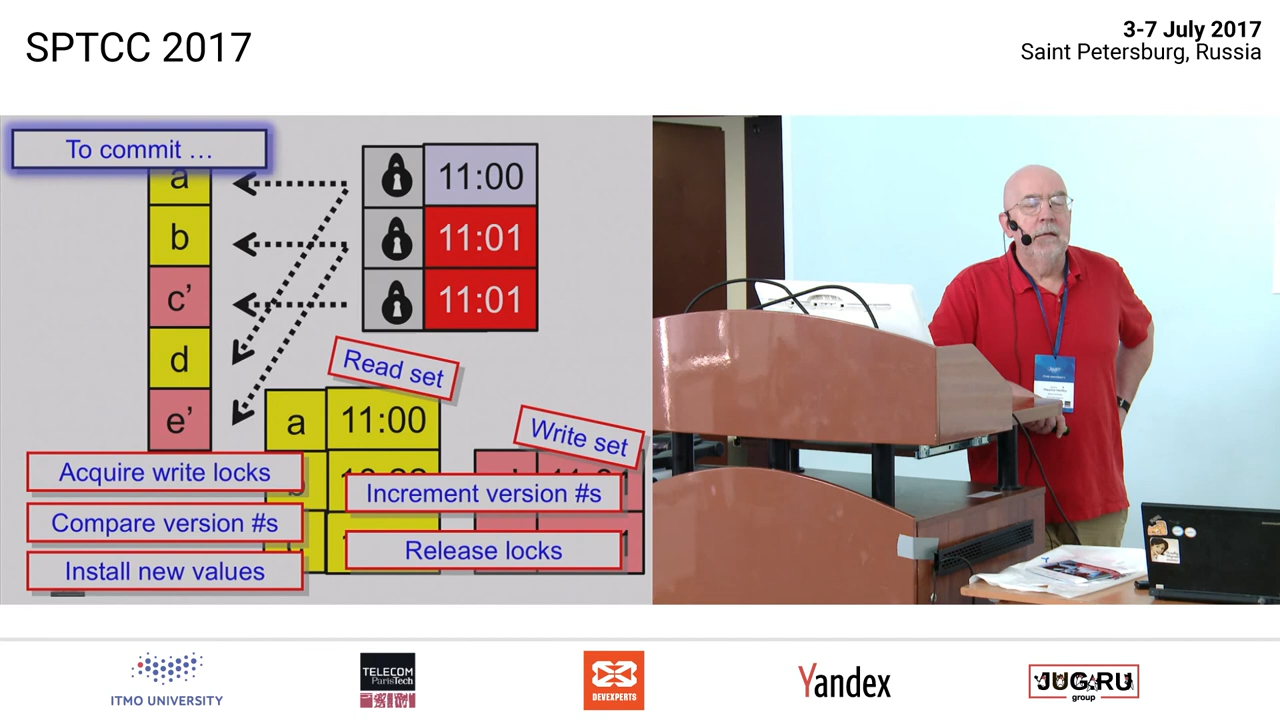 SPTCC 2017
3-7 July 2017
Saint Petersburg, Russia
To commit …
a
b
c’
d
e’
11:00
11:01
11:01
Read set
a 11:00
Write set
Acquire write locks
Compare version #s
Install new values
Increment version #s
Release locks
ITMO UNIVERSITY
TELECOM
ParisTech
DEVEXPERTS
Yandex
JUG.RU
group